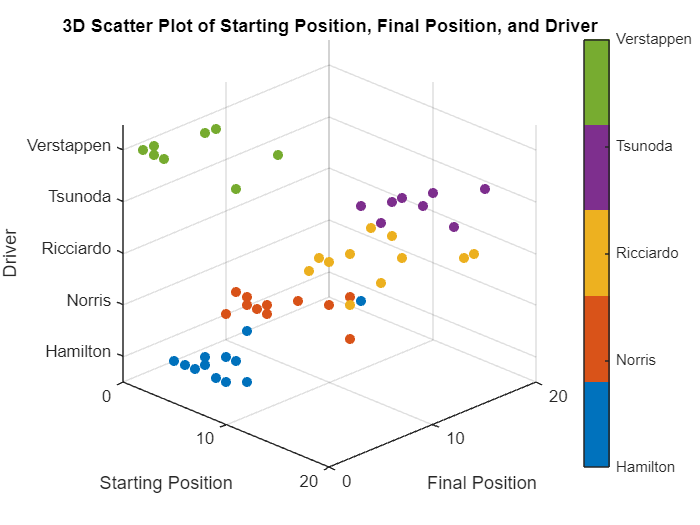 3D Scatter Plot of Starting Position, Final Position, and Driver
Verstappen
Tsunoda
Ricciardo
Norris
Hamilton
Driver
0
10
20
Starting Position
0
10
20
Final Position
Verstappen
Tsunoda
Ricciardo
Norris
Hamilton